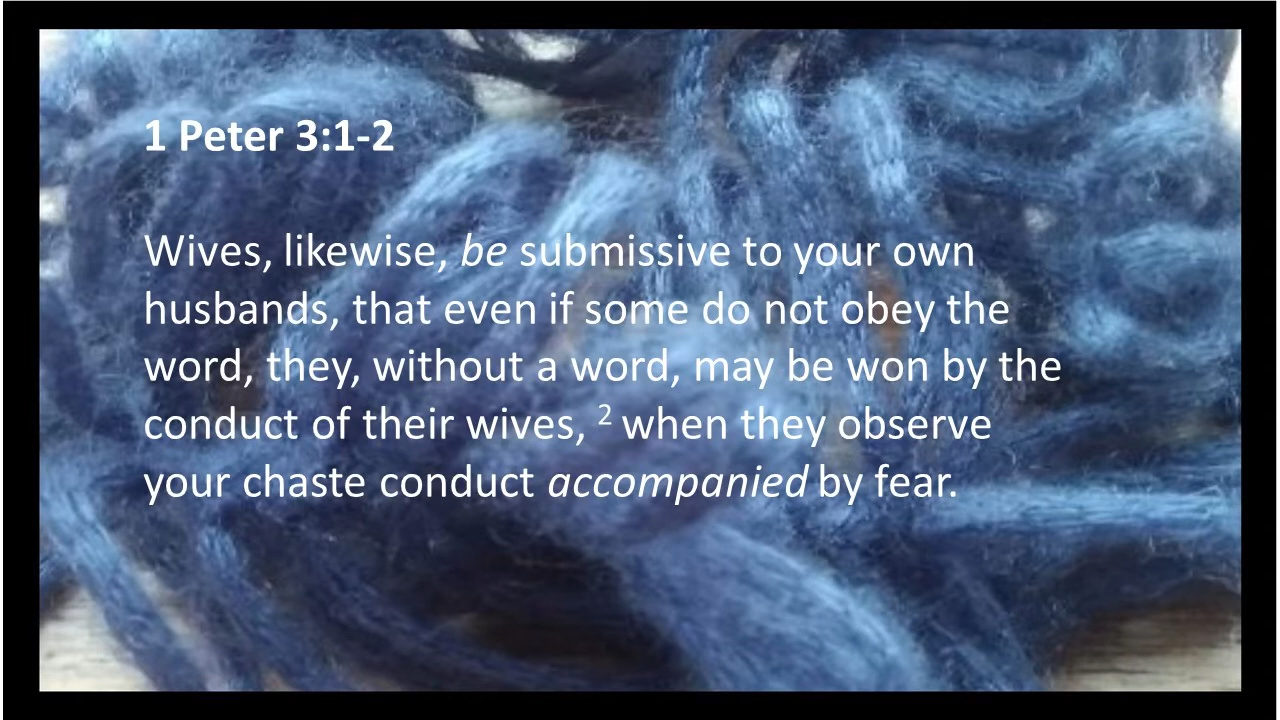 1 Peter 3:1-2
Wives, likewise, be submissive to your own
husbands, that even if some do not obey the
word, they, without a word, may be won by the
conduct of their wives, ² when they observe
your chaste conduct accompanied by fear.